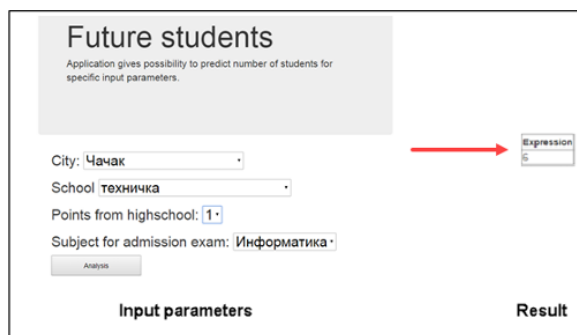 Future students
Application gives possibility to predict number of students for
specific input parameters.
Expression
6
City: Чачак
School техничка
Points from highschool: 1
Subject for admission exam: Информатика
Analysis
Input parameters
Result